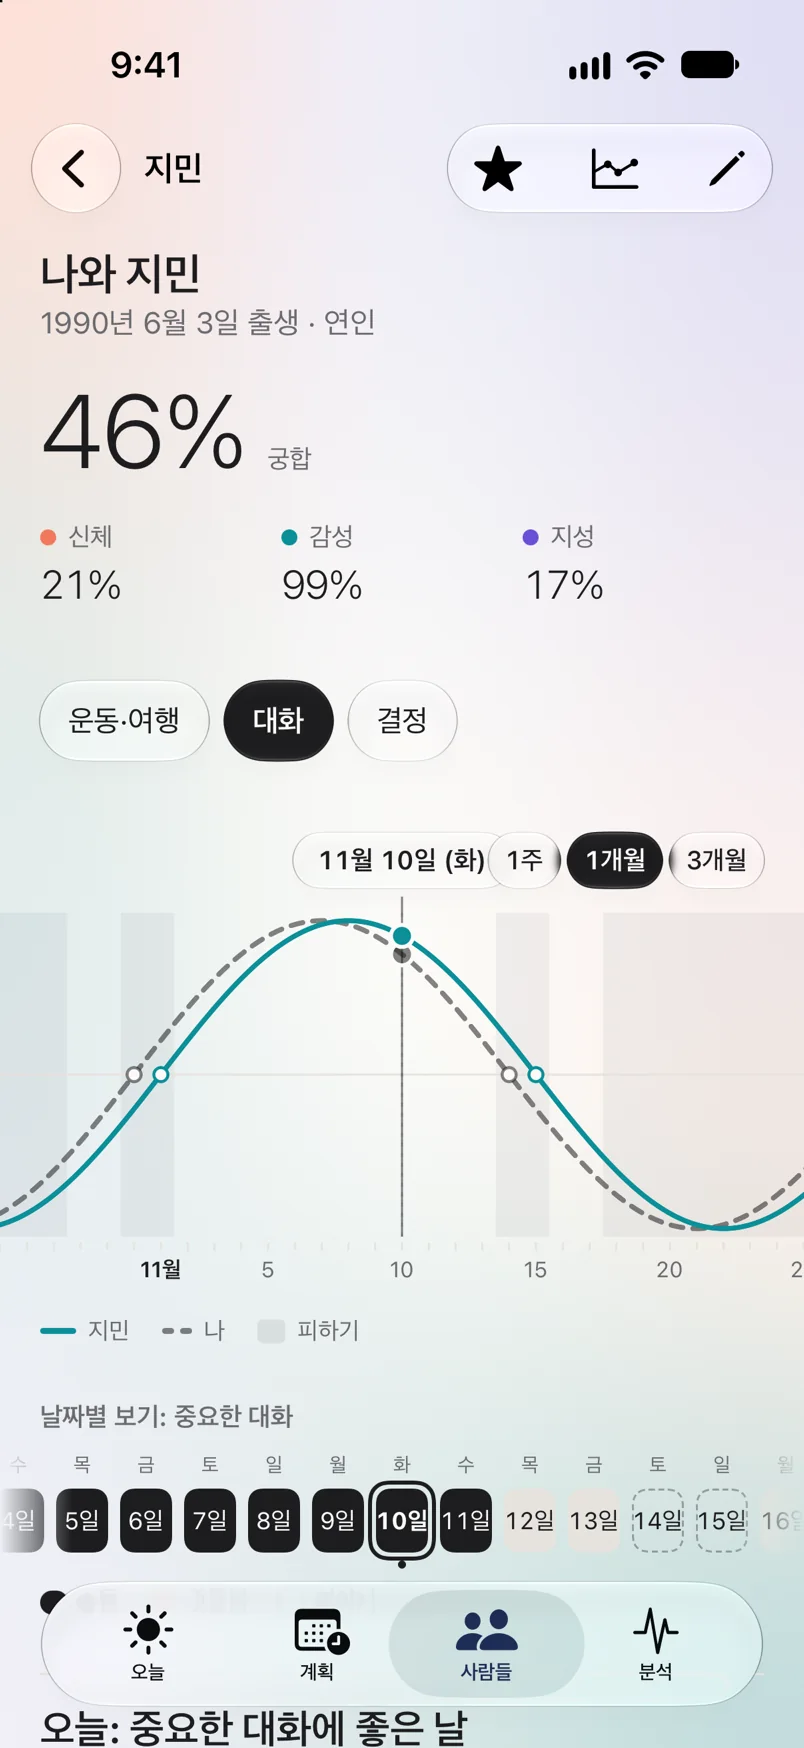 9:41
지민
나와 지민
1990년 6월 3일 출생 · 연인
46% 궁합
신체 감성 지성
21% 99% 17%
운동·여행 대화 결정
11월 10일 (화) 1주 1개월 3개월
11월 5 10 15 20 2
지민 나 피하기
날짜별 보기: 중요한 대화
수 목 금 토 일 월 화 수 목 금 토 일 월
4일 5일 6일 7일 8일 9일 10일 11일 12일 13일 14일 15일 16일
오늘 계획 사람들 분석
오늘: 중요한 대화에 좋은 날